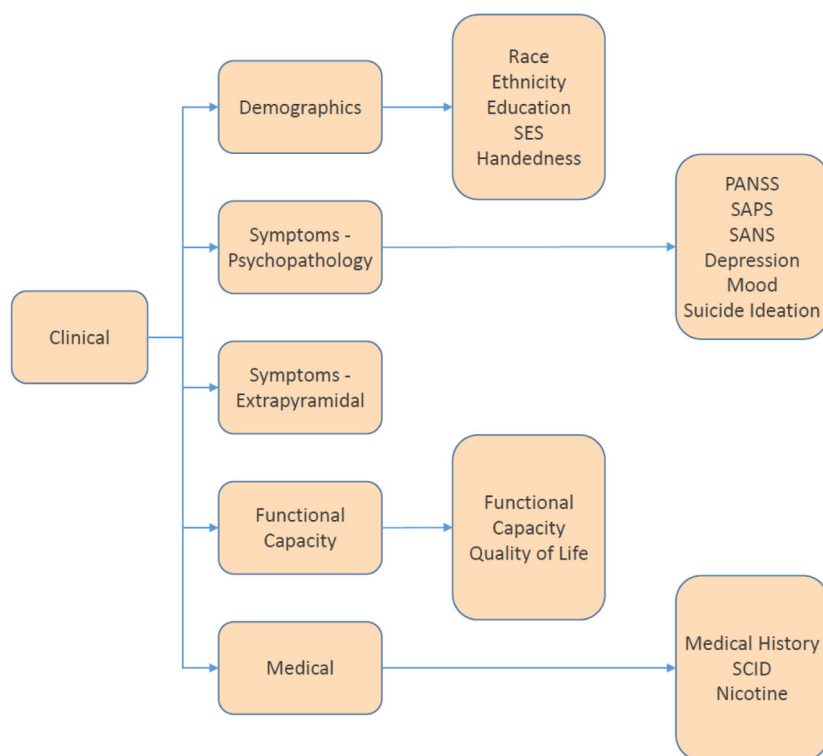 Clinical
Demographics
Race
Ethnicity
Education
SES
Handedness
Symptoms -
Psychopathology
PANSS
SAPS
SANS
Depression
Mood
Suicide Ideation
Symptoms -
Extrapyramidal
Functional
Capacity
Functional
Capacity
Quality of Life
Medical
Medical History
SCID
Nicotine